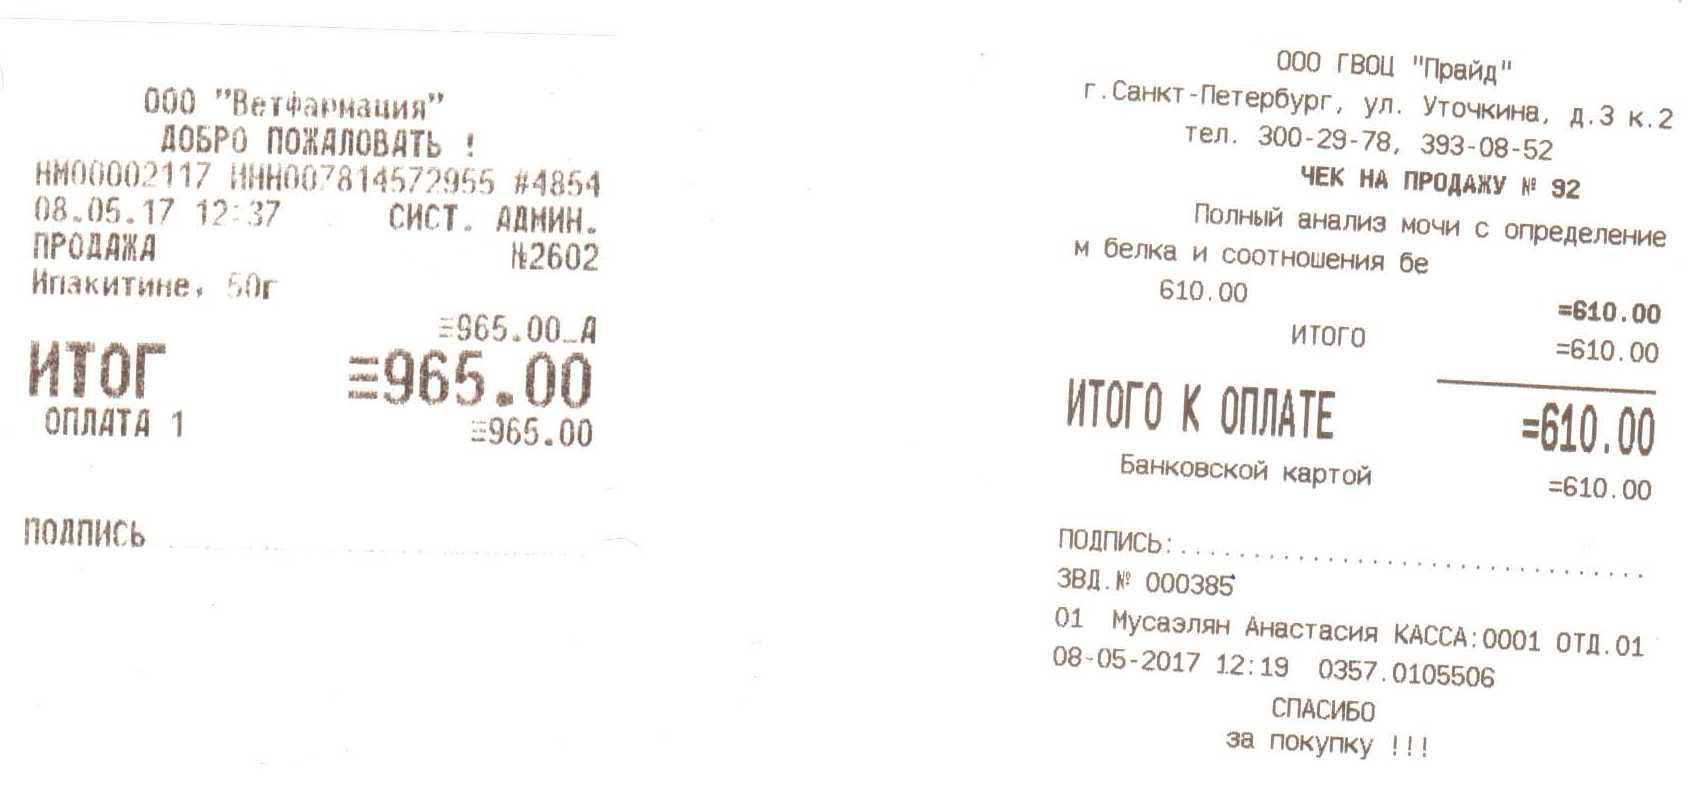 ООО "Ветфармация"
ДОБРО ПОЖАЛОВАТЬ !
НМ00002117 ИНН007814572955 #4854
08.05.17 12:37 СИСТ. АДМИН.
ПРОДАЖА №2602
Ипакитине, 50г
≡965.00_А
ИТОГ ≡965.00
ОПЛАТА 1 ≡965.00
ПОДПИСЬ
ООО ГВОЦ "Прайд"
г.Санкт-Петербург, ул. Уточкина, д.3 к.2
тел. 300-29-78, 393-08-52
ЧЕК НА ПРОДАЖУ № 92
Полный анализ мочи с определение
м белка и соотношения бе
610.00 =610.00
ИТОГО =610.00
ИТОГО К ОПЛАТЕ =610.00
Банковской картой =610.00
ПОДПИСЬ:................................
ЗВД.№ 000385
01 Мусаэлян Анастасия КАССА:0001 ОТД.01
08-05-2017 12:19 0357.0105506
СПАСИБО
за покупку !!!